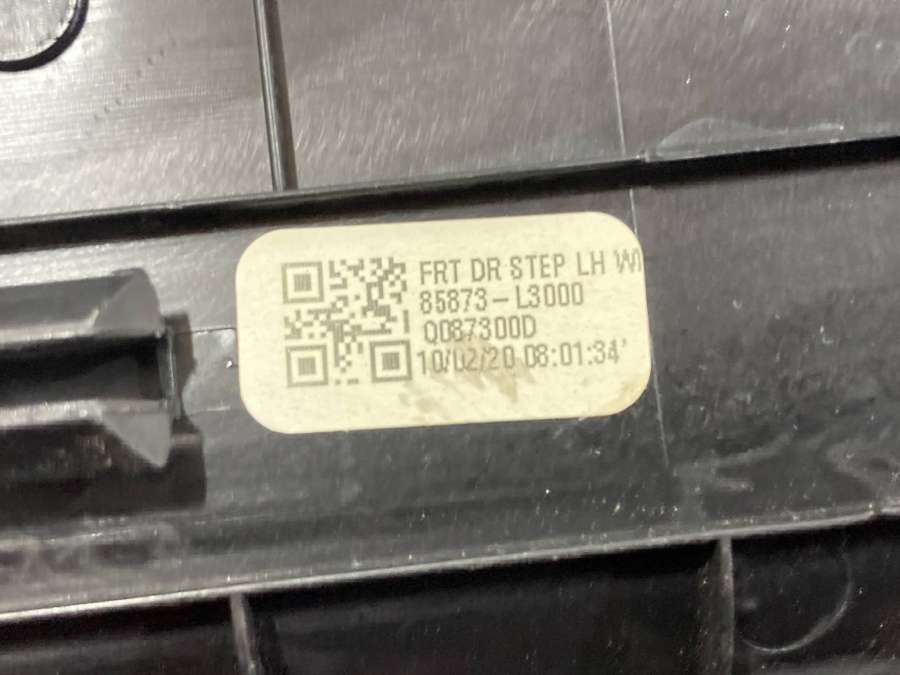 FRT DR STEP LH
85873-L3000
Q087300D
10/02/20 08:01:34